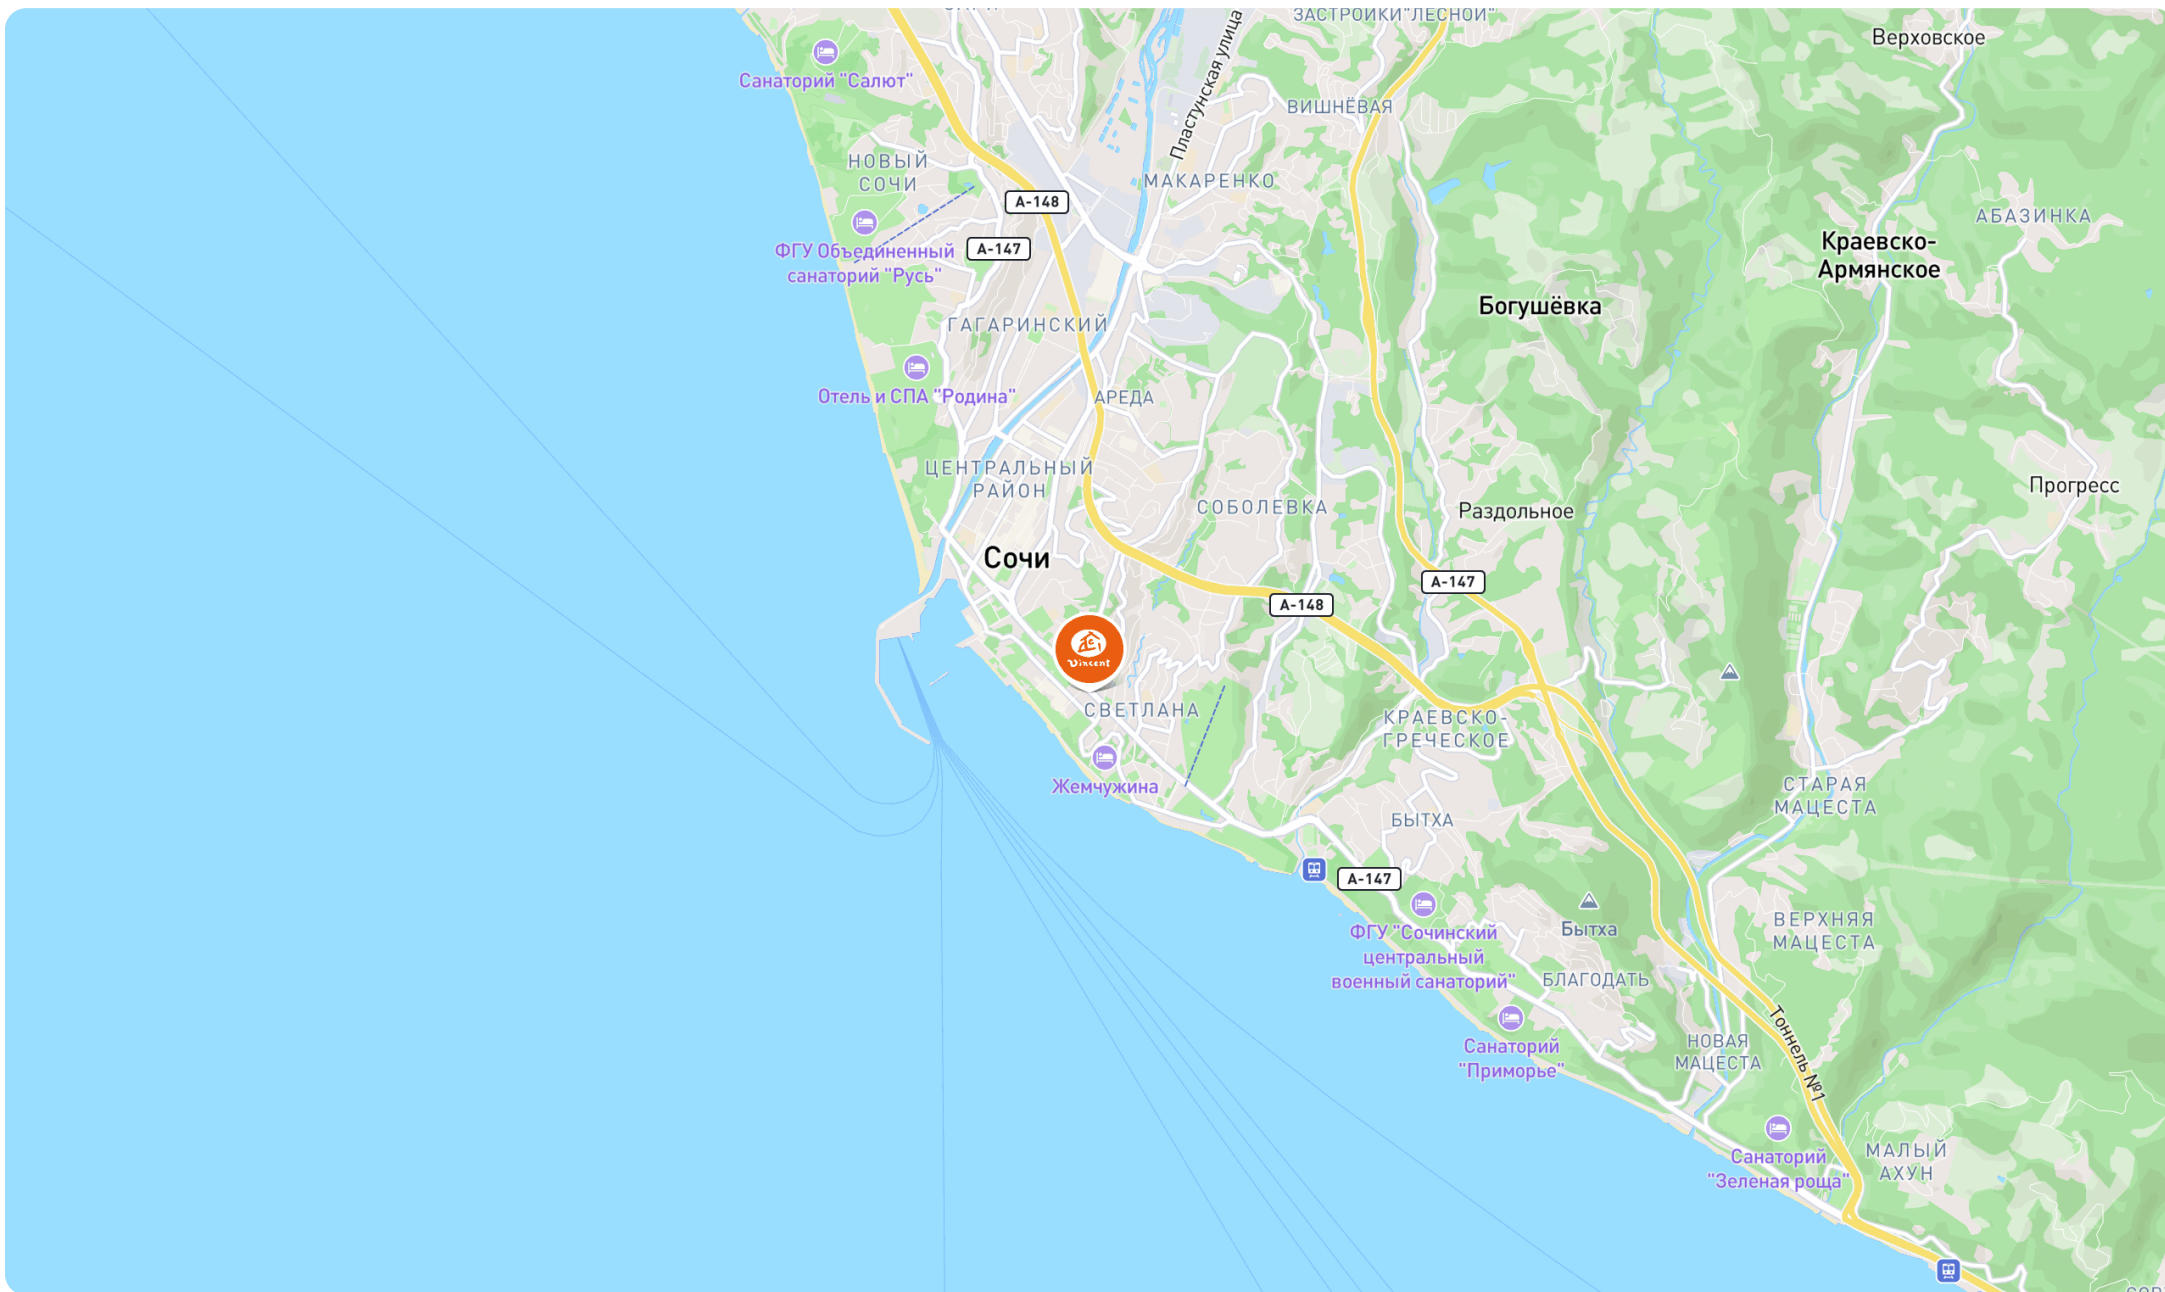 ЗАСТРОЙКИ"ЛЕСНОЙ"
Верховское
Санаторий "Салют"
Пластунская улица
ВИШНЁВАЯ
НОВЫЙ
СОЧИ
МАКАРЕНКО
А-148
АБАЗИНКА
ФГУ Объединенный
санаторий "Русь"
А-147
Краевско-
Армянское
Богушёвка
ГАГАРИНСКИЙ
Отель и СПА "Родина"
АРЕДА
ЦЕНТРАЛЬНЫЙ
РАЙОН
СОБОЛЕВКА
Раздольное
Прогресс
Сочи
А-147
А-148
Vincent
СВЕТЛАНА
КРАЕВСКО-
ГРЕЧЕСКОЕ
Жемчужина
СТАРАЯ
МАЦЕСТА
БЫТХА
А-147
ФГУ "Сочинский
центральный
военный санаторий"
Бытха
ВЕРХНЯЯ
МАЦЕСТА
БЛАГОДАТЬ
Санаторий
"Приморье"
НОВАЯ
МАЦЕСТА
Тоннель №1
Санаторий
"Зеленая роща"
МАЛЫЙ
АХУН